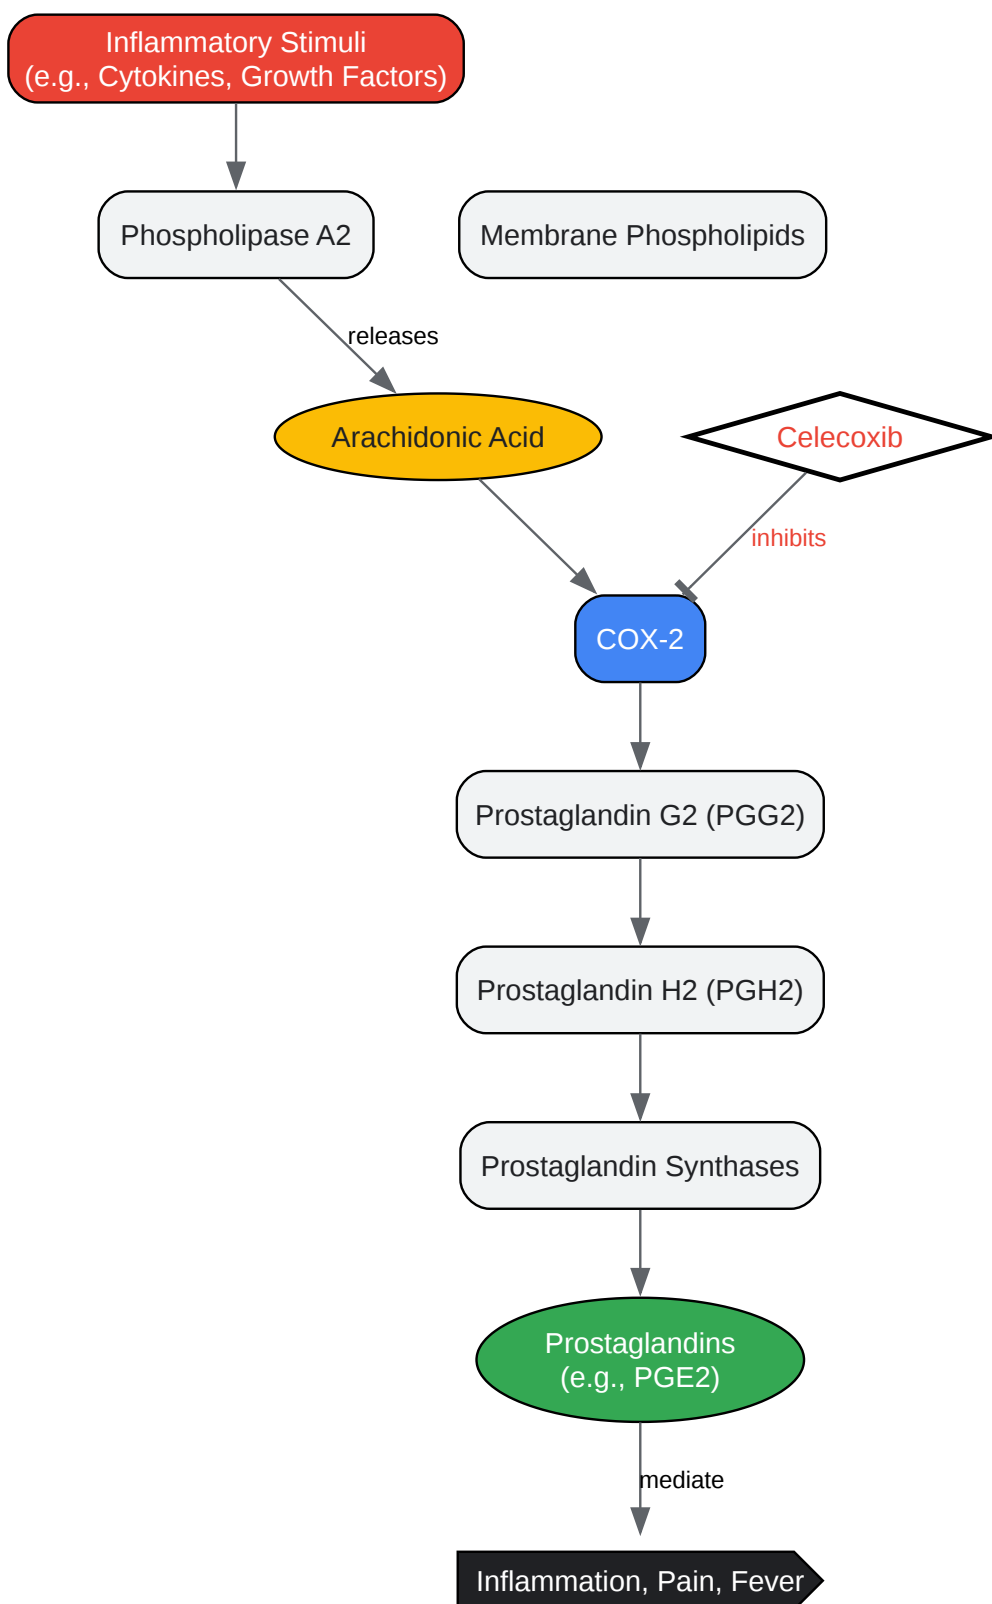 Inflammatory Stimuli
(e.g., Cytokines, Growth Factors)
Phospholipase A2
Membrane Phospholipids
releases
Arachidonic Acid
Celecoxib
inhibits
COX-2
Prostaglandin G2 (PGG2)
Prostaglandin H2 (PGH2)
Prostaglandin Synthases
Prostaglandins
(e.g., PGE2)
mediate
Inflammation, Pain, Fever